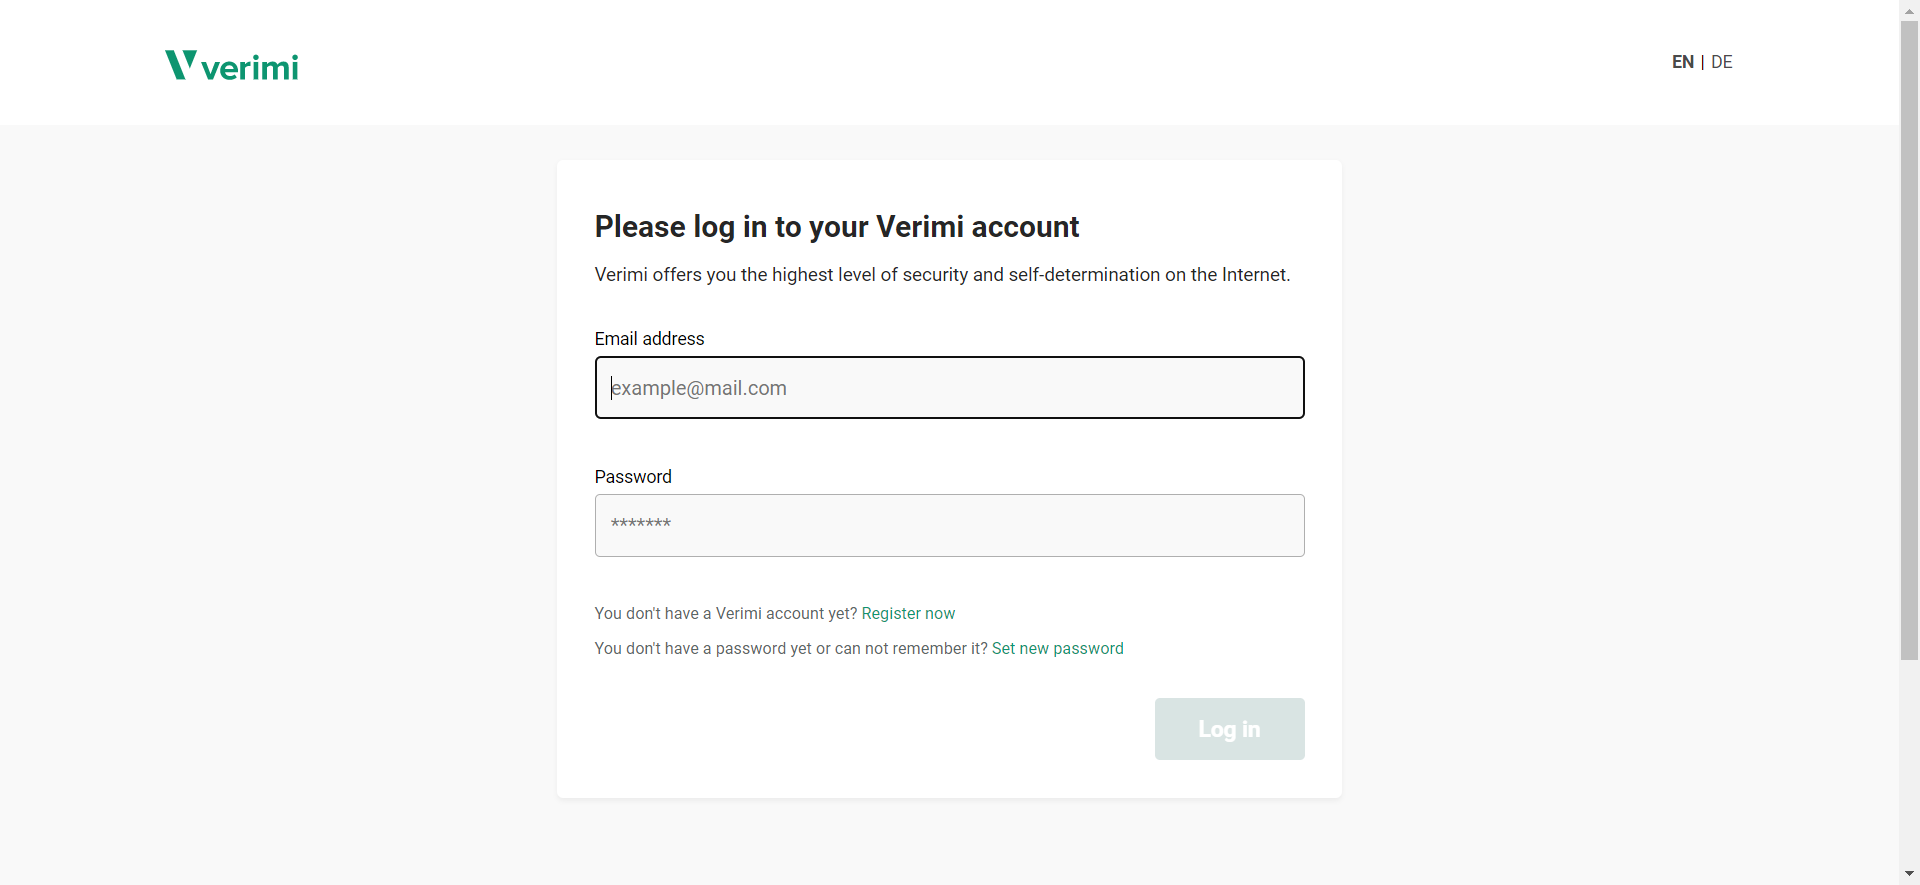 verimi
EN | DE
Please log in to your Verimi account
Verimi offers you the highest level of security and self-determination on the Internet.
Email address
example@mail.com
Password
*******
You don't have a Verimi account yet? Register now
You don't have a password yet or can not remember it? Set new password
Log in